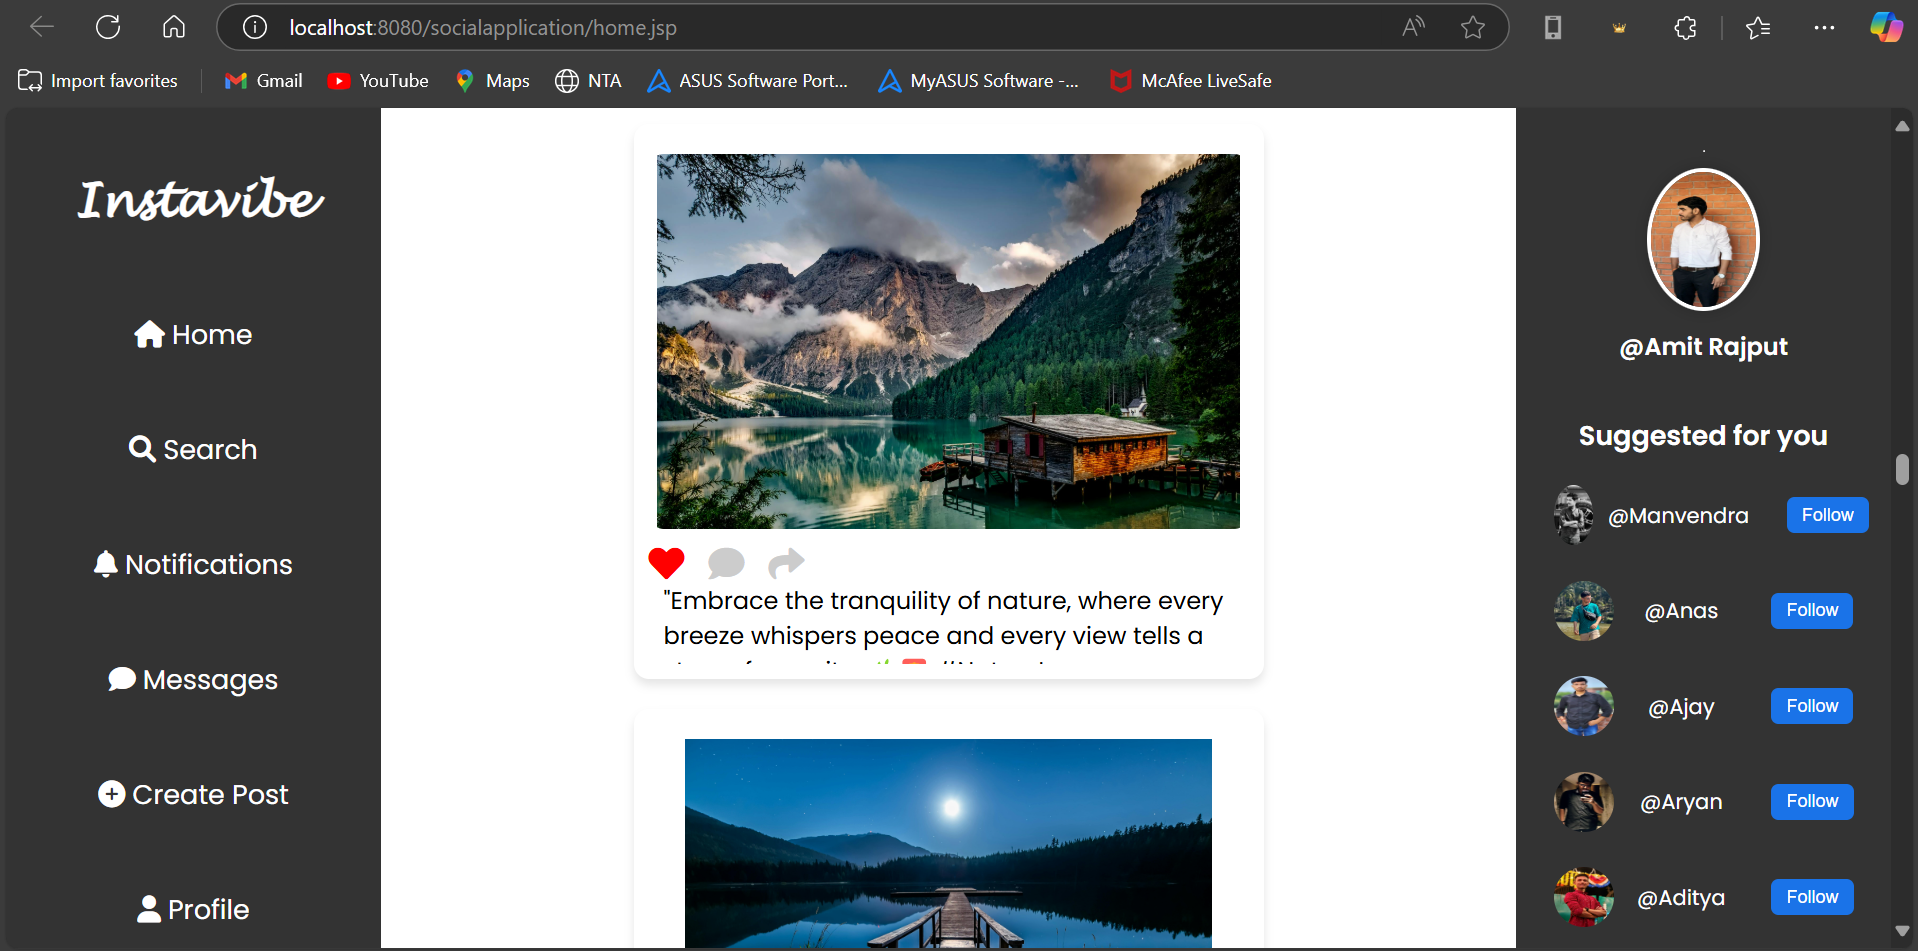 localhost:8080/socialapplication/home.jsp
Import favorites
Gmail
YouTube
Maps
NTA
ASUS Software Port...
MyASUS Software -...
McAfee LiveSafe
Instavibe
Home
Search
Notifications
Messages
Create Post
Profile
"Embrace the tranquility of nature, where every
breeze whispers peace and every view tells a
@Amit Rajput
Suggested for you
@Manvendra Follow
@Anas Follow
@Ajay Follow
@Aryan Follow
@Aditya Follow